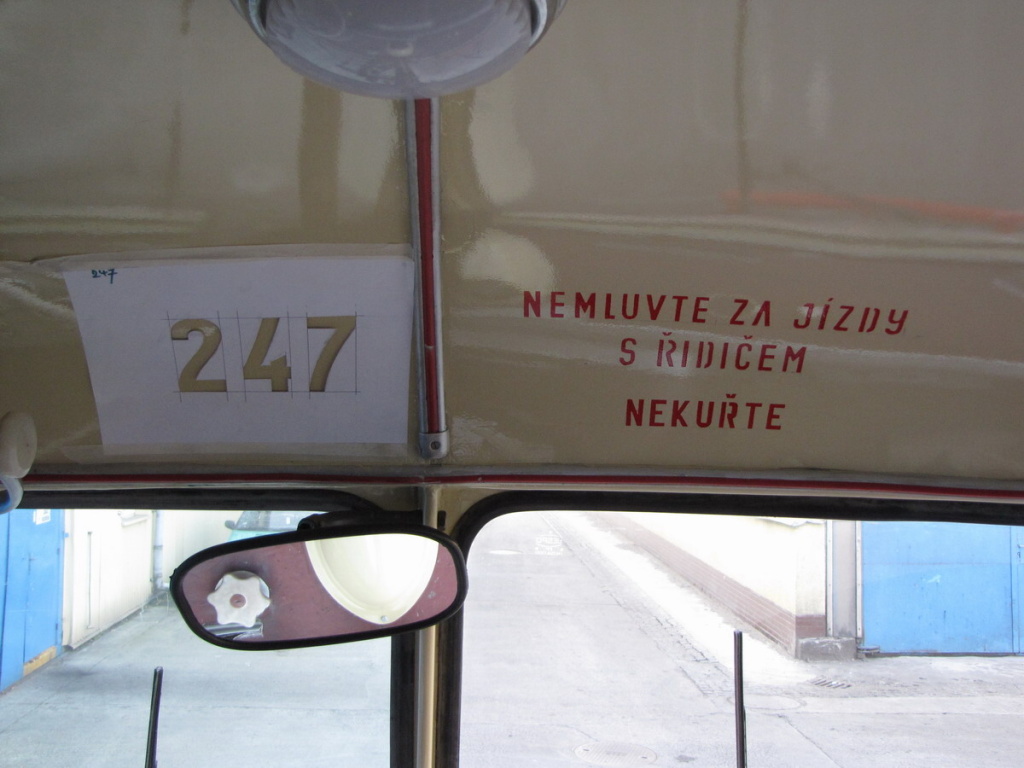 247
247
NEMLUVTE ZA JÍZDY
S ŘIDIČEM
NEKUŘTE